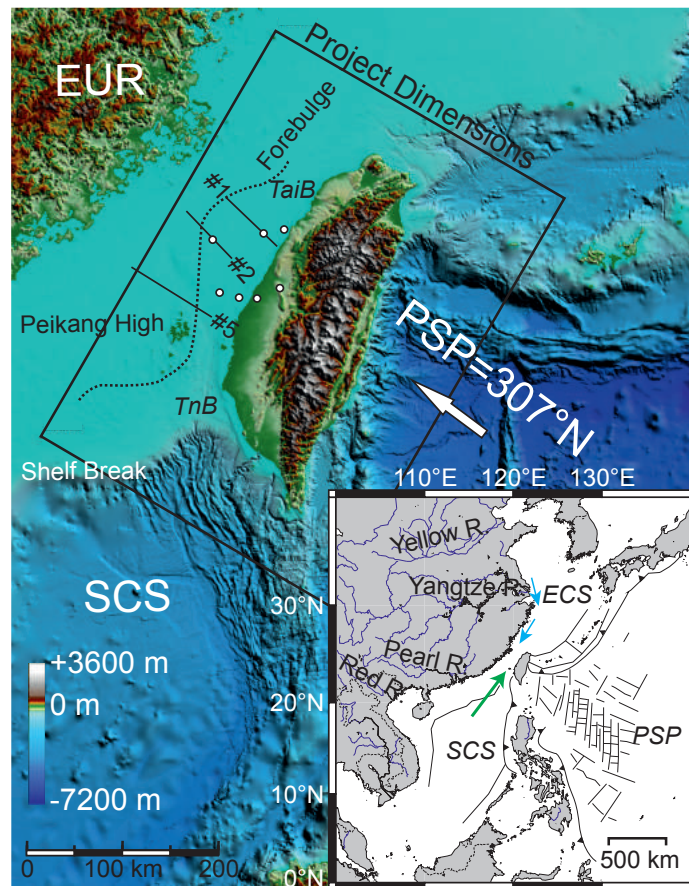 EUR
Project Dimensions
Forebulge
#1
TaiB
#2
#5
Peikang High
PSP=307°N
TnB
Shelf Break
SCS
+3600 m
0 m
-7200 m
0 100 km 200
110°E 120°E 130°E
30°N
20°N
10°N
0°N
Yellow R.
Yangtze R.
ECS
Pearl R.
Red R.
SCS
PSP
500 km